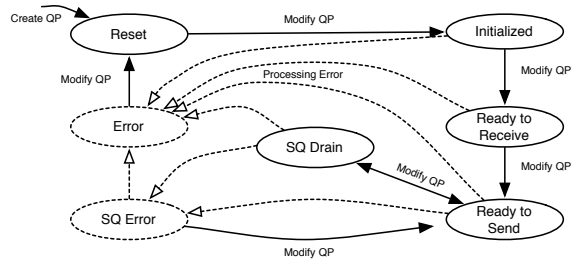 Create QP
Reset
Modify QP
Initialized
Modify QP
Processing Error
Modify QP
Error
SQ Drain
Ready to
Receive
Modify QP
Modify QP
SQ Error
Ready to
Send
Modify QP